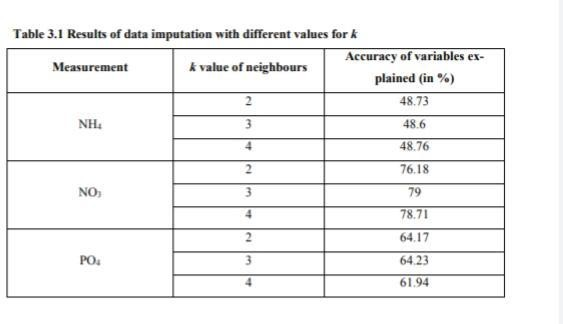 Table 3.1 Results of data imputation with different values for k
Measurement
k value of neighbours
Accuracy of variables ex-
plained (in %)
NH₄
2
48.73
3
48.6
4
48.76
NO₃
2
76.18
3
79
4
78.71
PO₄
2
64.17
3
64.23
4
61.94